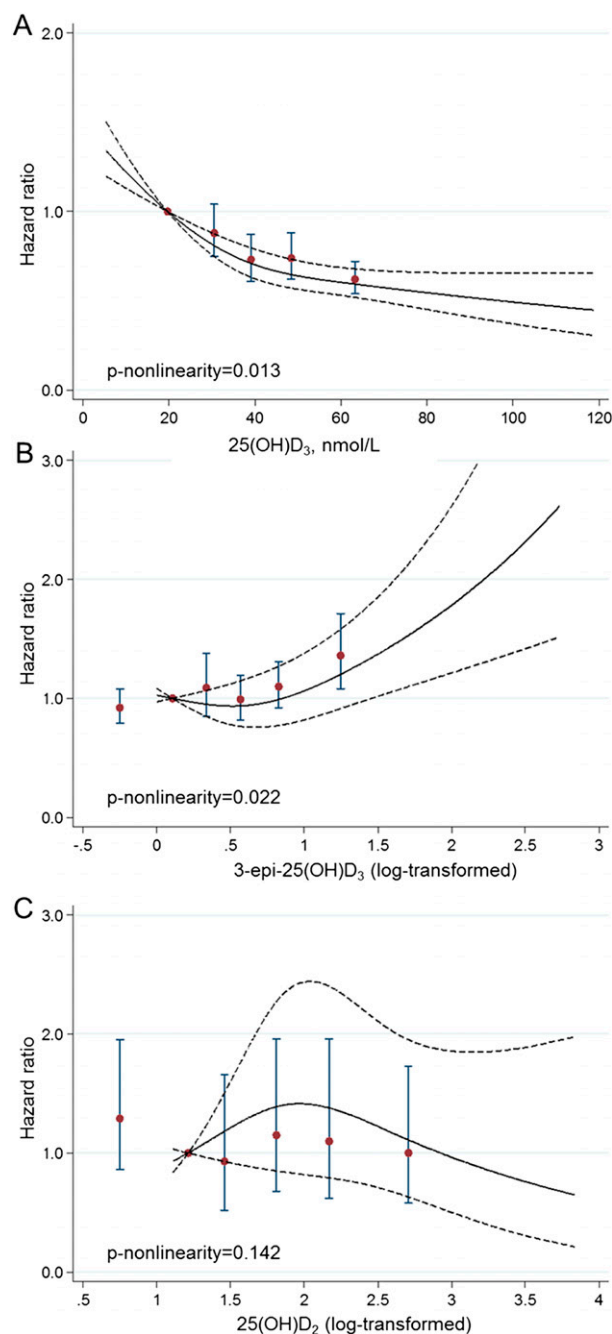 A
2.0
1.0
0.0
Hazard ratio
p-nonlinearity=0.013
0 20 40 60 80 100 120
25(OH)D₃, nmol/L
B
3.0
2.0
1.0
0.0
Hazard ratio
p-nonlinearity=0.022
-.5 0 .5 1 1.5 2 2.5 3
3-epi-25(OH)D₃ (log-transformed)
C
3.0
2.0
1.0
0.0
Hazard ratio
p-nonlinearity=0.142
.5 1 1.5 2 2.5 3 3.5 4
25(OH)D₂ (log-transformed)